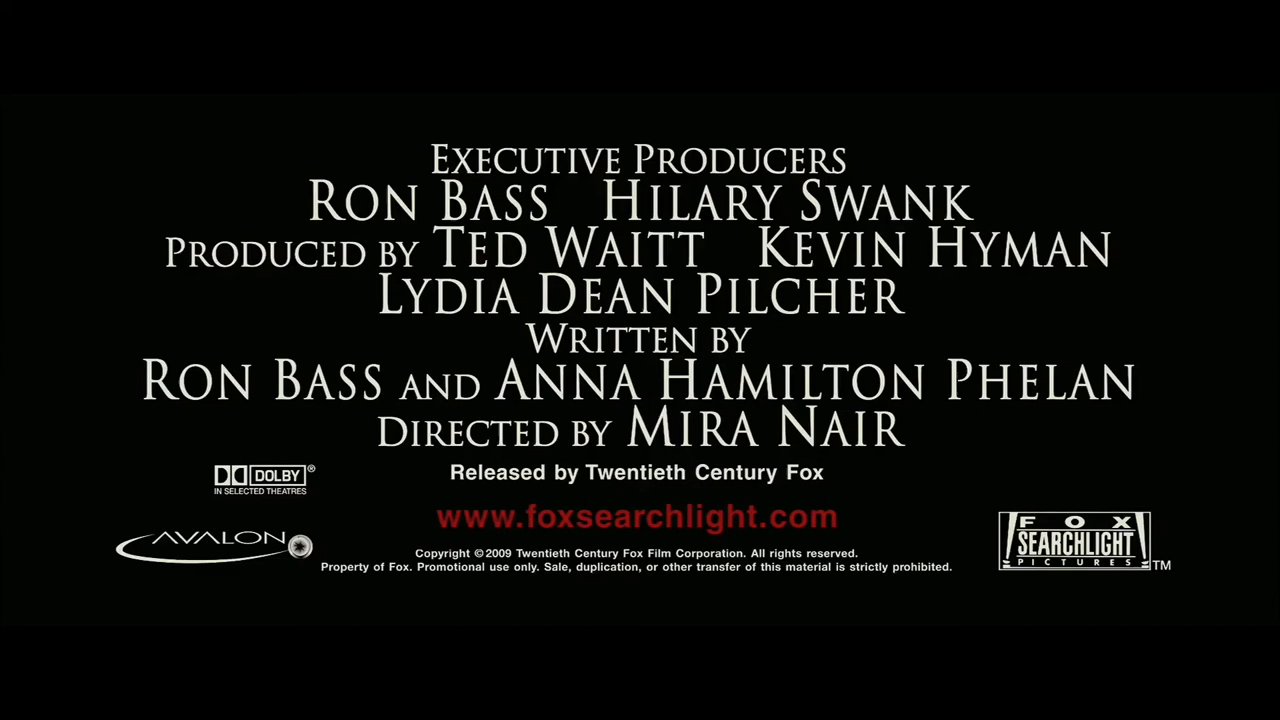 EXECUTIVE PRODUCERS
RON BASS HILARY SWANK
PRODUCED BY TED WAITT KEVIN HYMAN
LYDIA DEAN PILCHER
WRITTEN BY
RON BASS AND ANNA HAMILTON PHELAN
DIRECTED BY MIRA NAIR
DOLBY®
IN SELECTED THEATRES
Released by Twentieth Century Fox
www.foxsearchlight.com
AVALON
Copyright ©2009 Twentieth Century Fox Film Corporation. All rights reserved.
Property of Fox. Promotional use only. Sale, duplication, or other transfer of this material is strictly prohibited.
FOX
SEARCHLIGHT
PICTURES TM